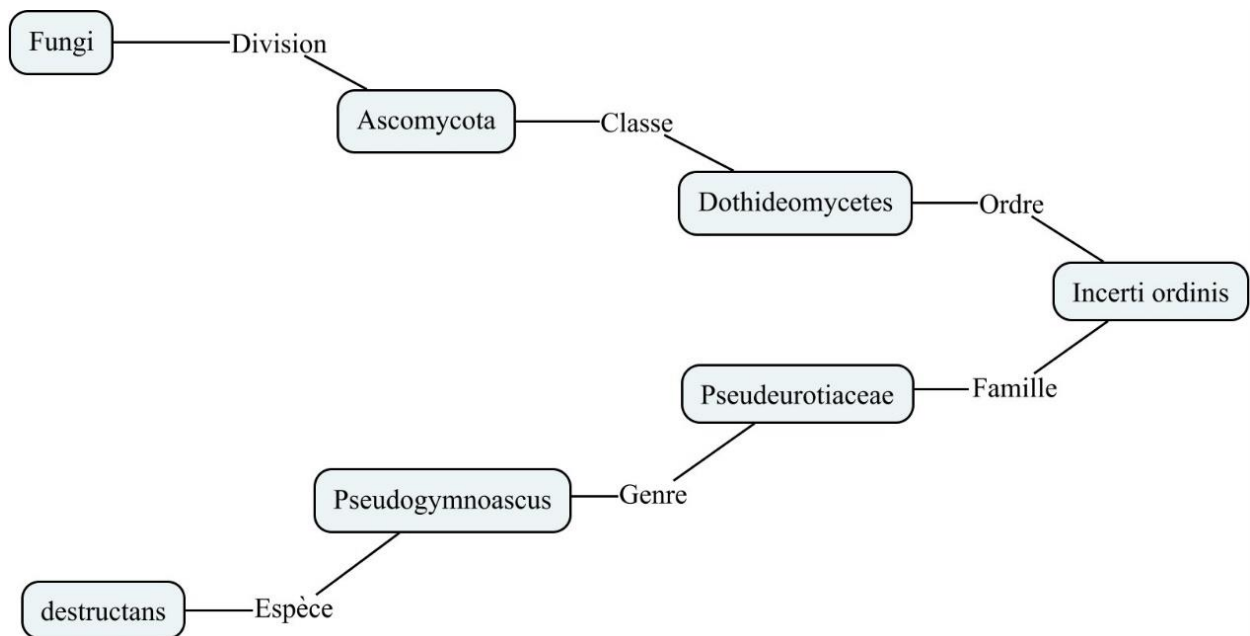 Fungi
Division
Ascomycota
Classe
Dothideomycetes
Ordre
Incerti ordinis
Famille
Pseudeurotiaceae
Genre
Pseudogymnoascus
Espèce
destructans